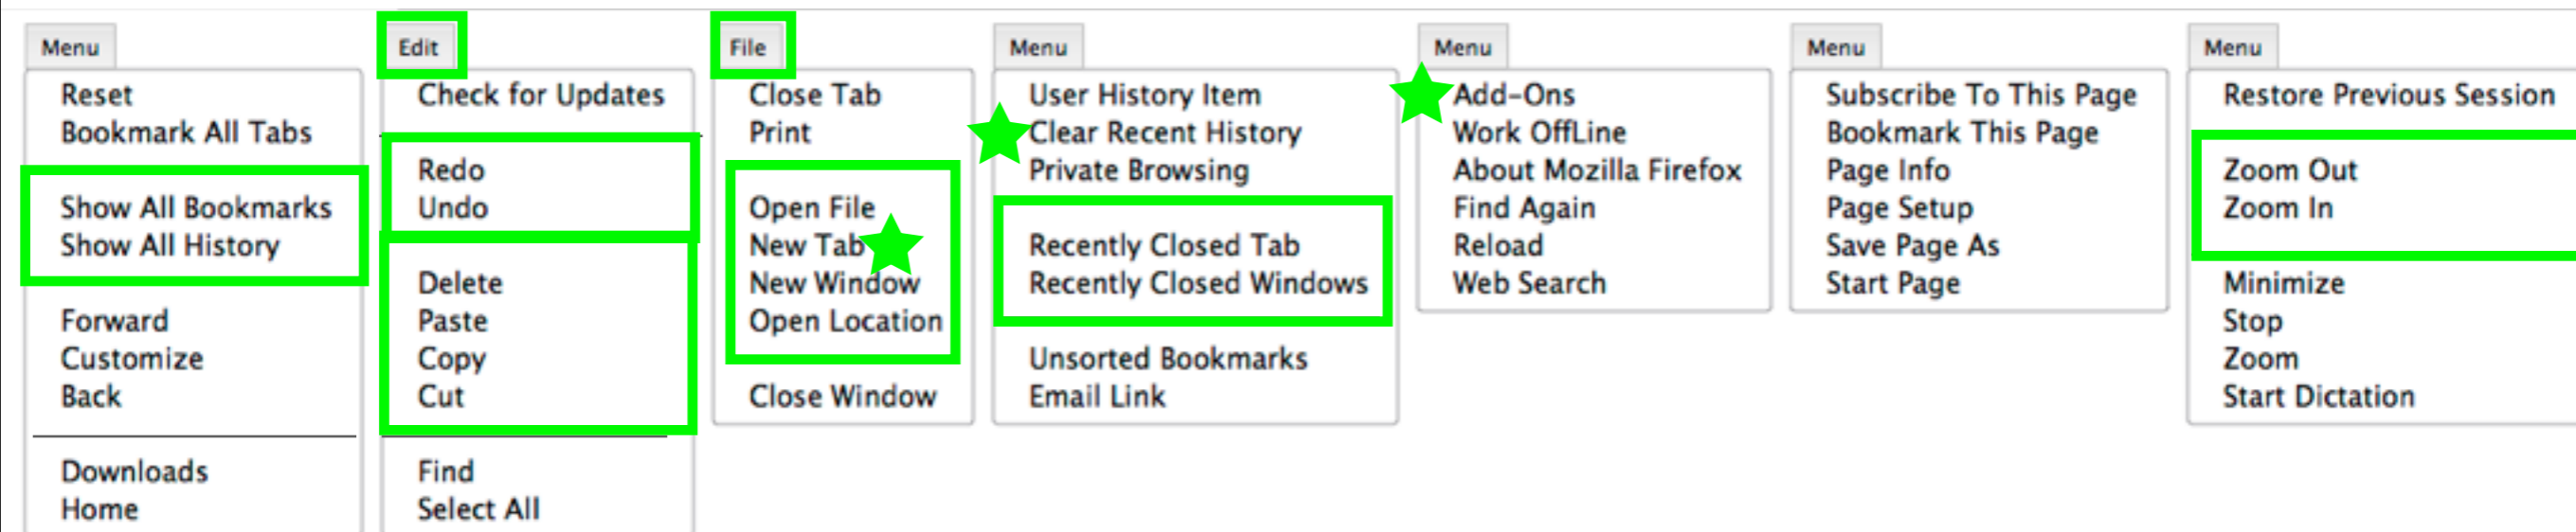 Menu
Reset
Bookmark All Tabs
Show All Bookmarks
Show All History
Forward
Customize
Back
Downloads
Home
Edit
Check for Updates
Redo
Undo
Delete
Paste
Copy
Cut
Find
Select All
File
Close Tab
Print
Open File
New Tab
New Window
Open Location
Close Window
Menu
User History Item
Clear Recent History
Private Browsing
Recently Closed Tab
Recently Closed Windows
Unsorted Bookmarks
Email Link
Menu
Add-Ons
Work OffLine
About Mozilla Firefox
Find Again
Reload
Web Search
Menu
Subscribe To This Page
Bookmark This Page
Page Info
Page Setup
Save Page As
Start Page
Menu
Restore Previous Session
Zoom Out
Zoom In
Minimize
Stop
Zoom
Start Dictation